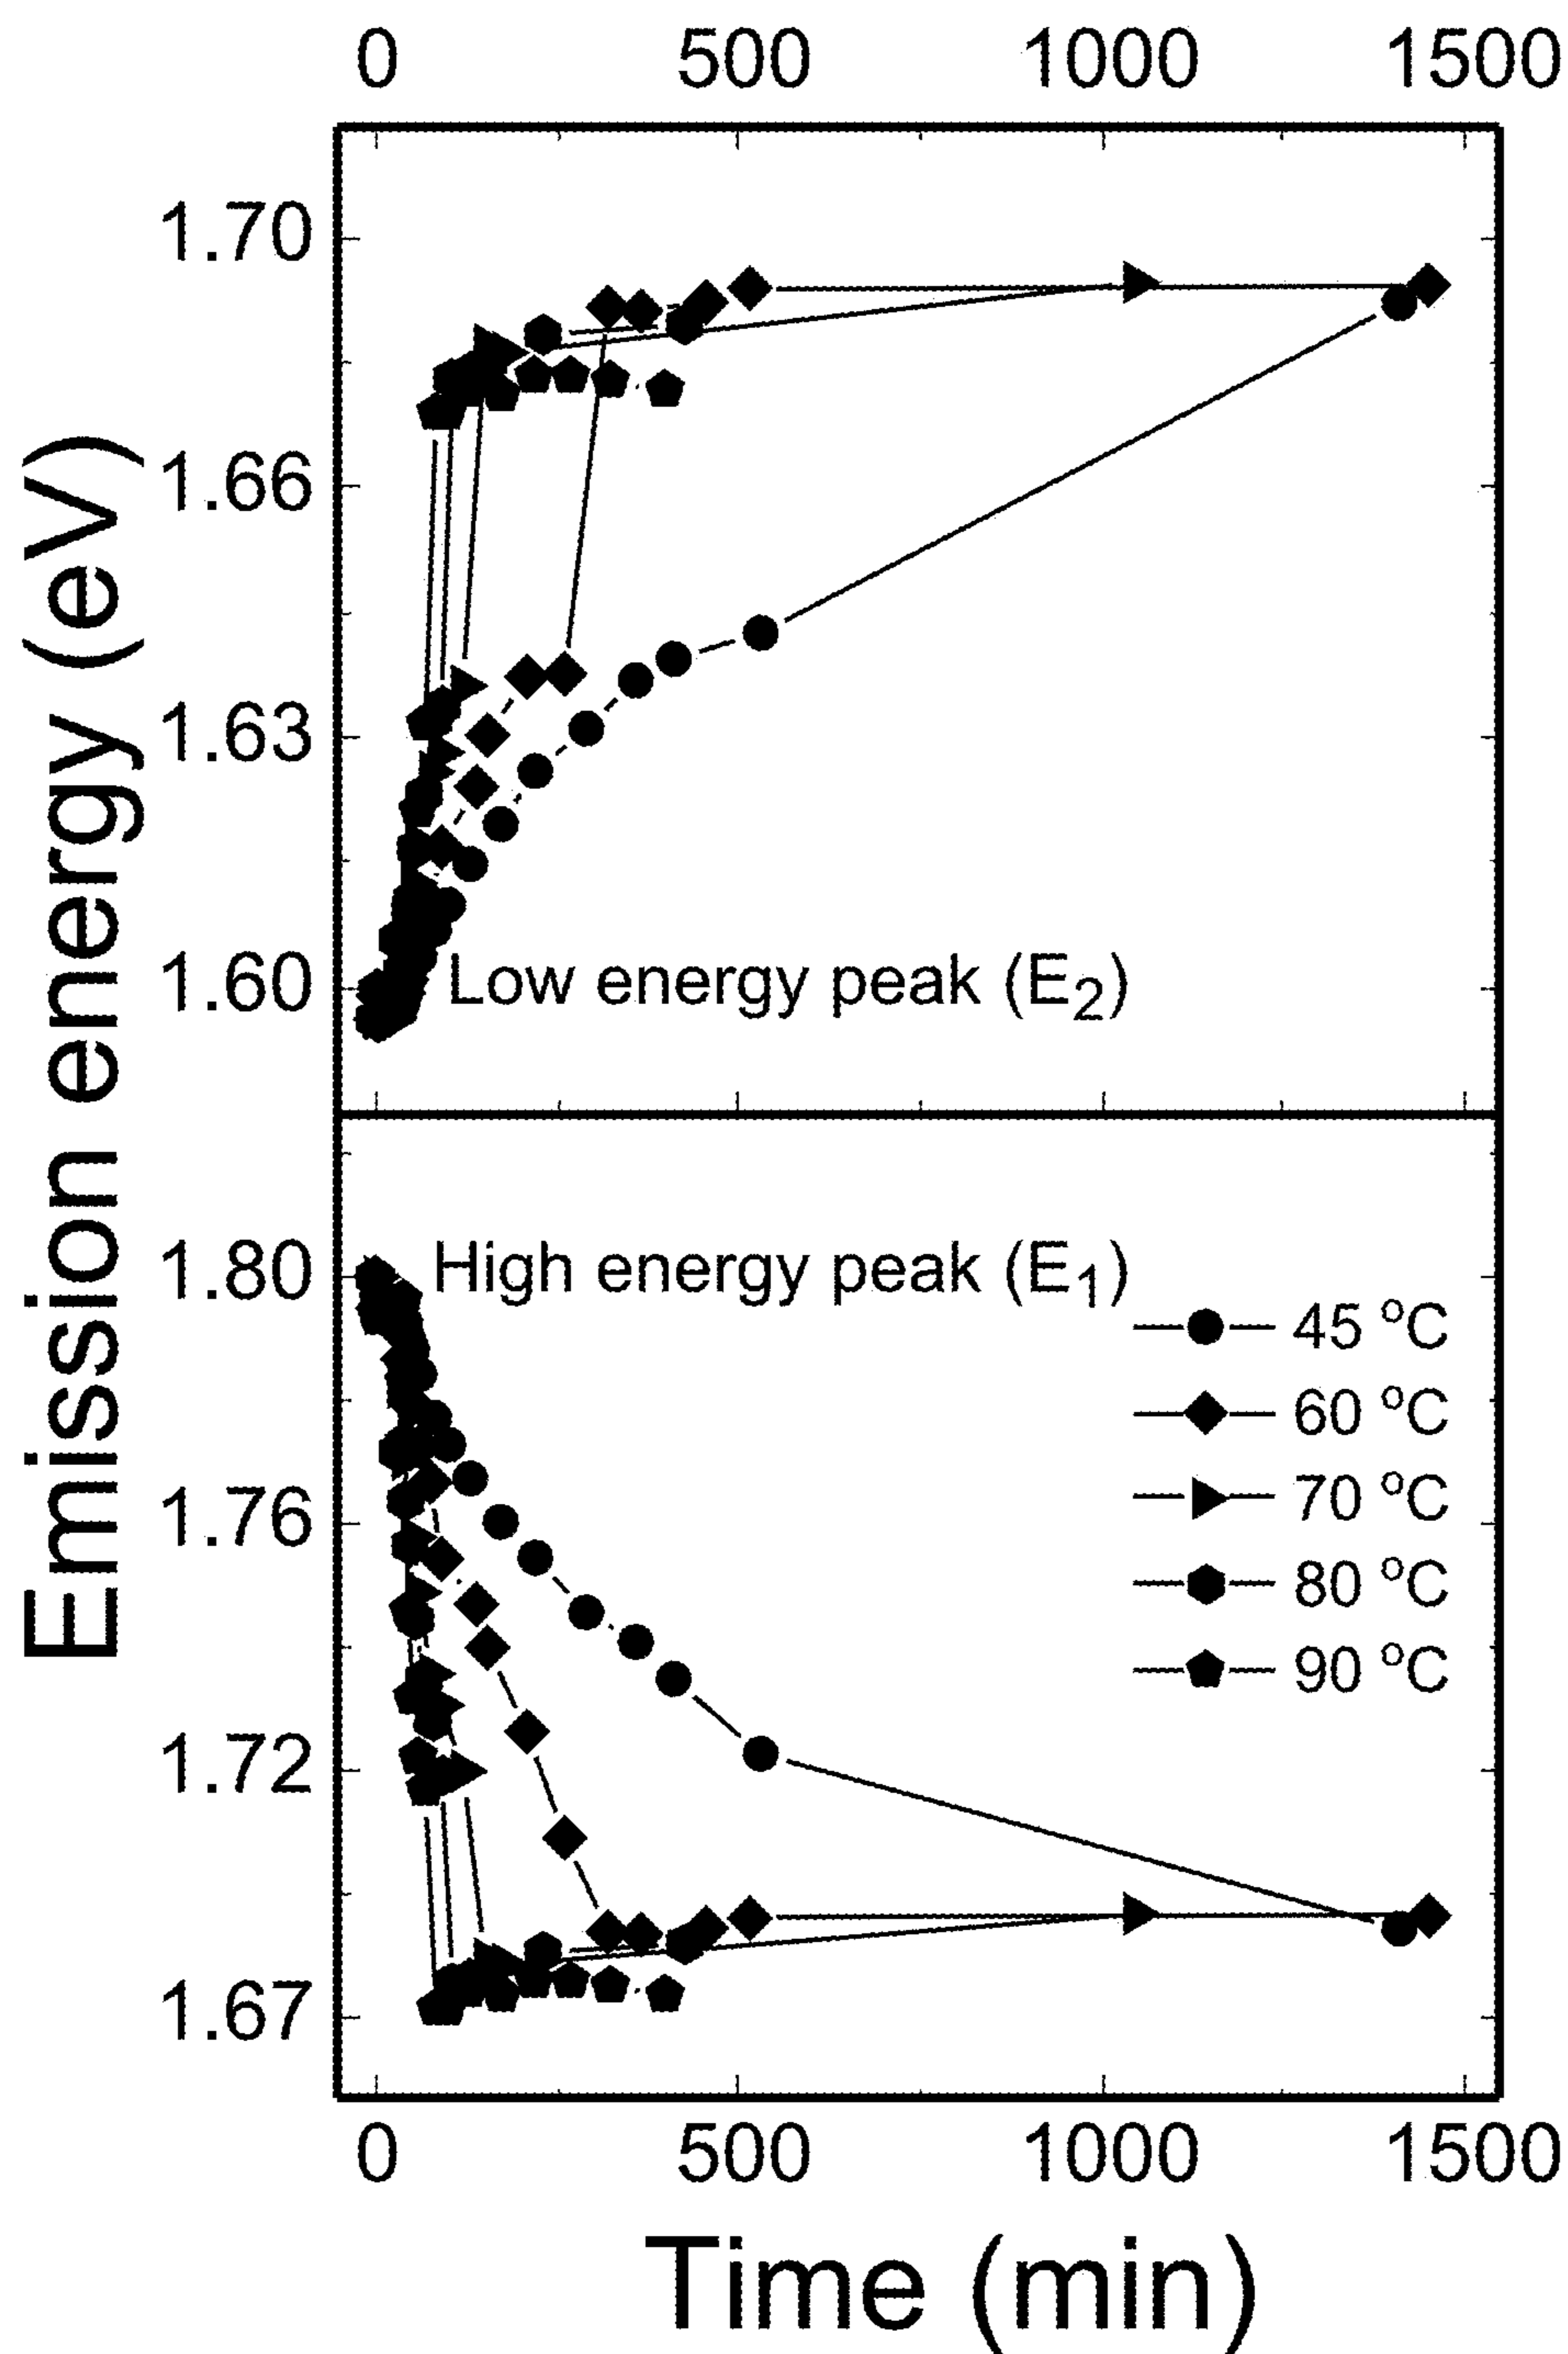 0 500 1000 1500
1.70
1.66
1.63
1.60
Low energy peak (E2)
Emission energy (eV)
1.80
High energy peak (E1)
45 °C
60 °C
1.76
70 °C
80 °C
90 °C
1.72
1.67
0 500 1000 1500
Time (min)